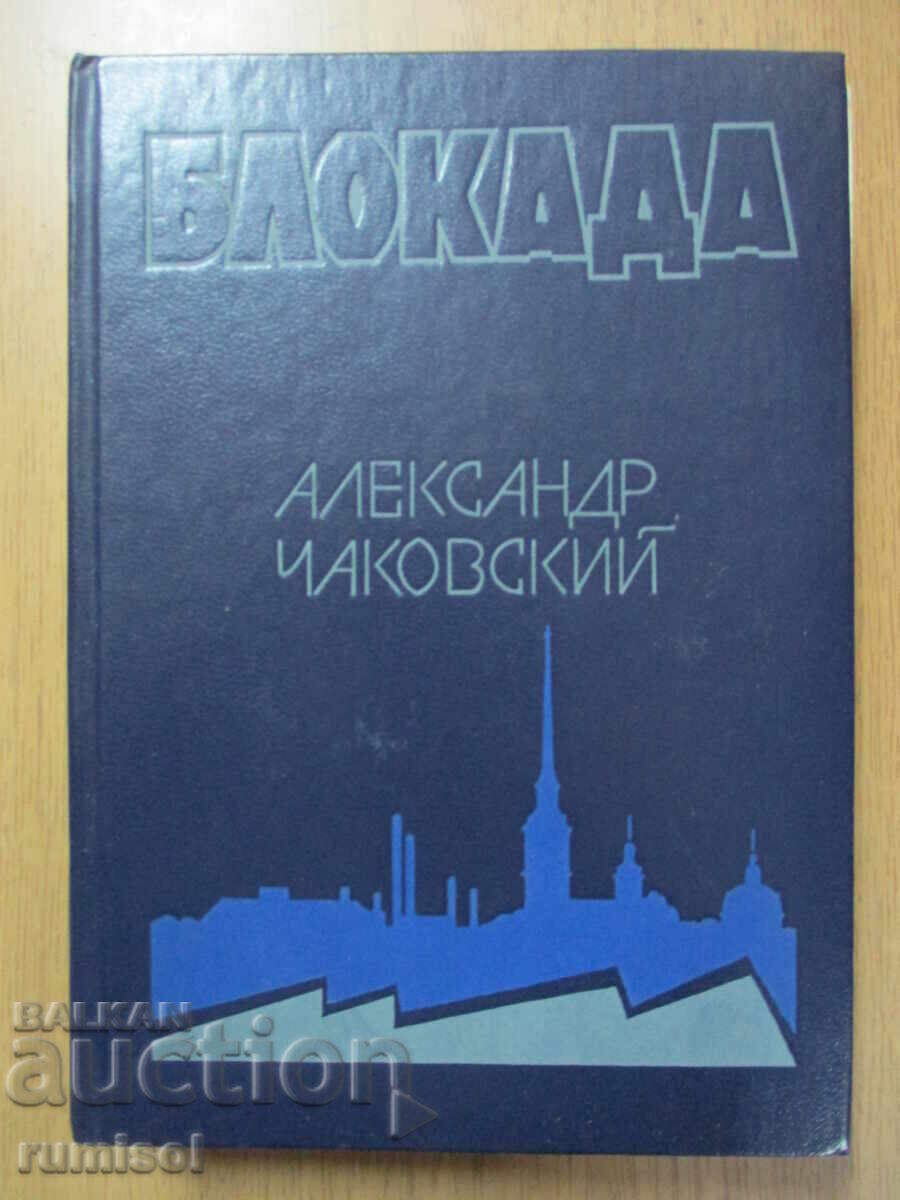 БЛОКАДА
АЛЕКСАНДР
ЧАКОВСКИЙ
BALKAN
auction
rumisol